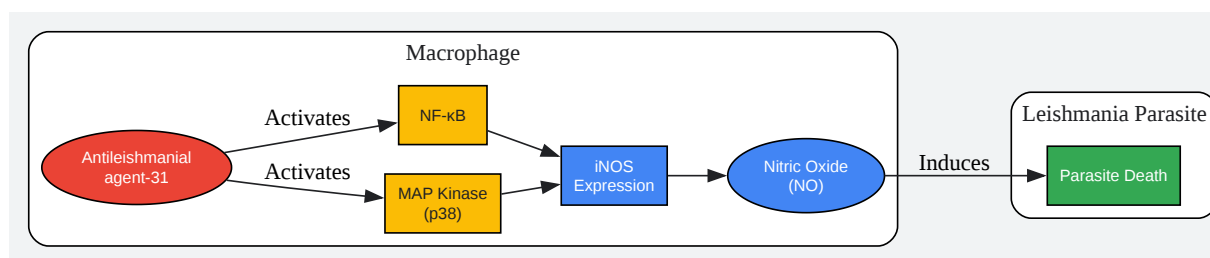 Macrophage
Antileishmanial
agent-31
Activates
Activates
NF-κB
MAP Kinase
(p38)
iNOS
Expression
Nitric Oxide
(NO)
Induces
Leishmania Parasite
Parasite Death